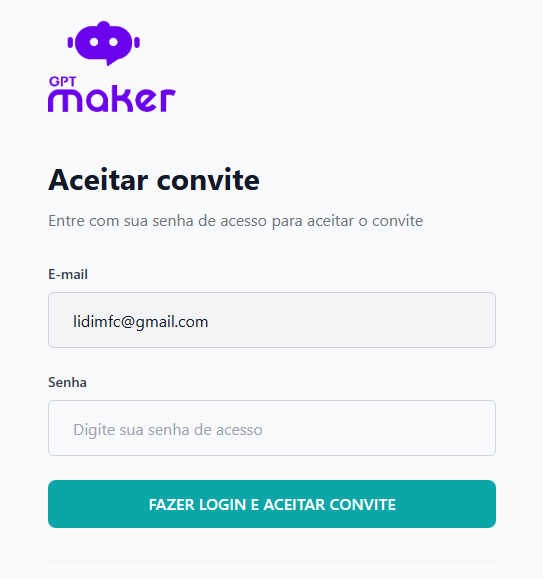 GPT
maker
Aceitar convite
Entre com sua senha de acesso para aceitar o convite
E-mail
lidimfc@gmail.com
Senha
Digite sua senha de acesso
FAZER LOGIN E ACEITAR CONVITE